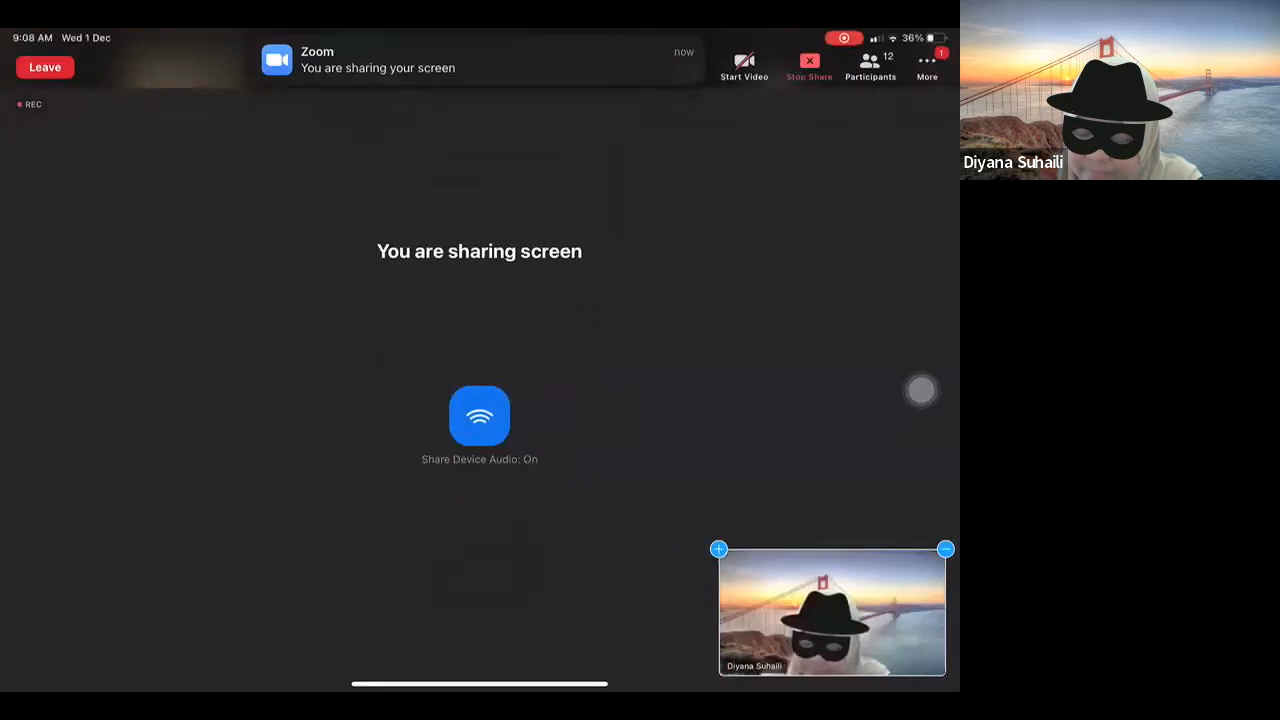 9:08 AM Wed 1 Dec
36%
Leave
Zoom
now
You are sharing your screen
Start Video
Stop Share
Participants
12
More
1
REC
Diyana Suhaili
You are sharing screen
Share Device Audio: On
Diyana Suhaili